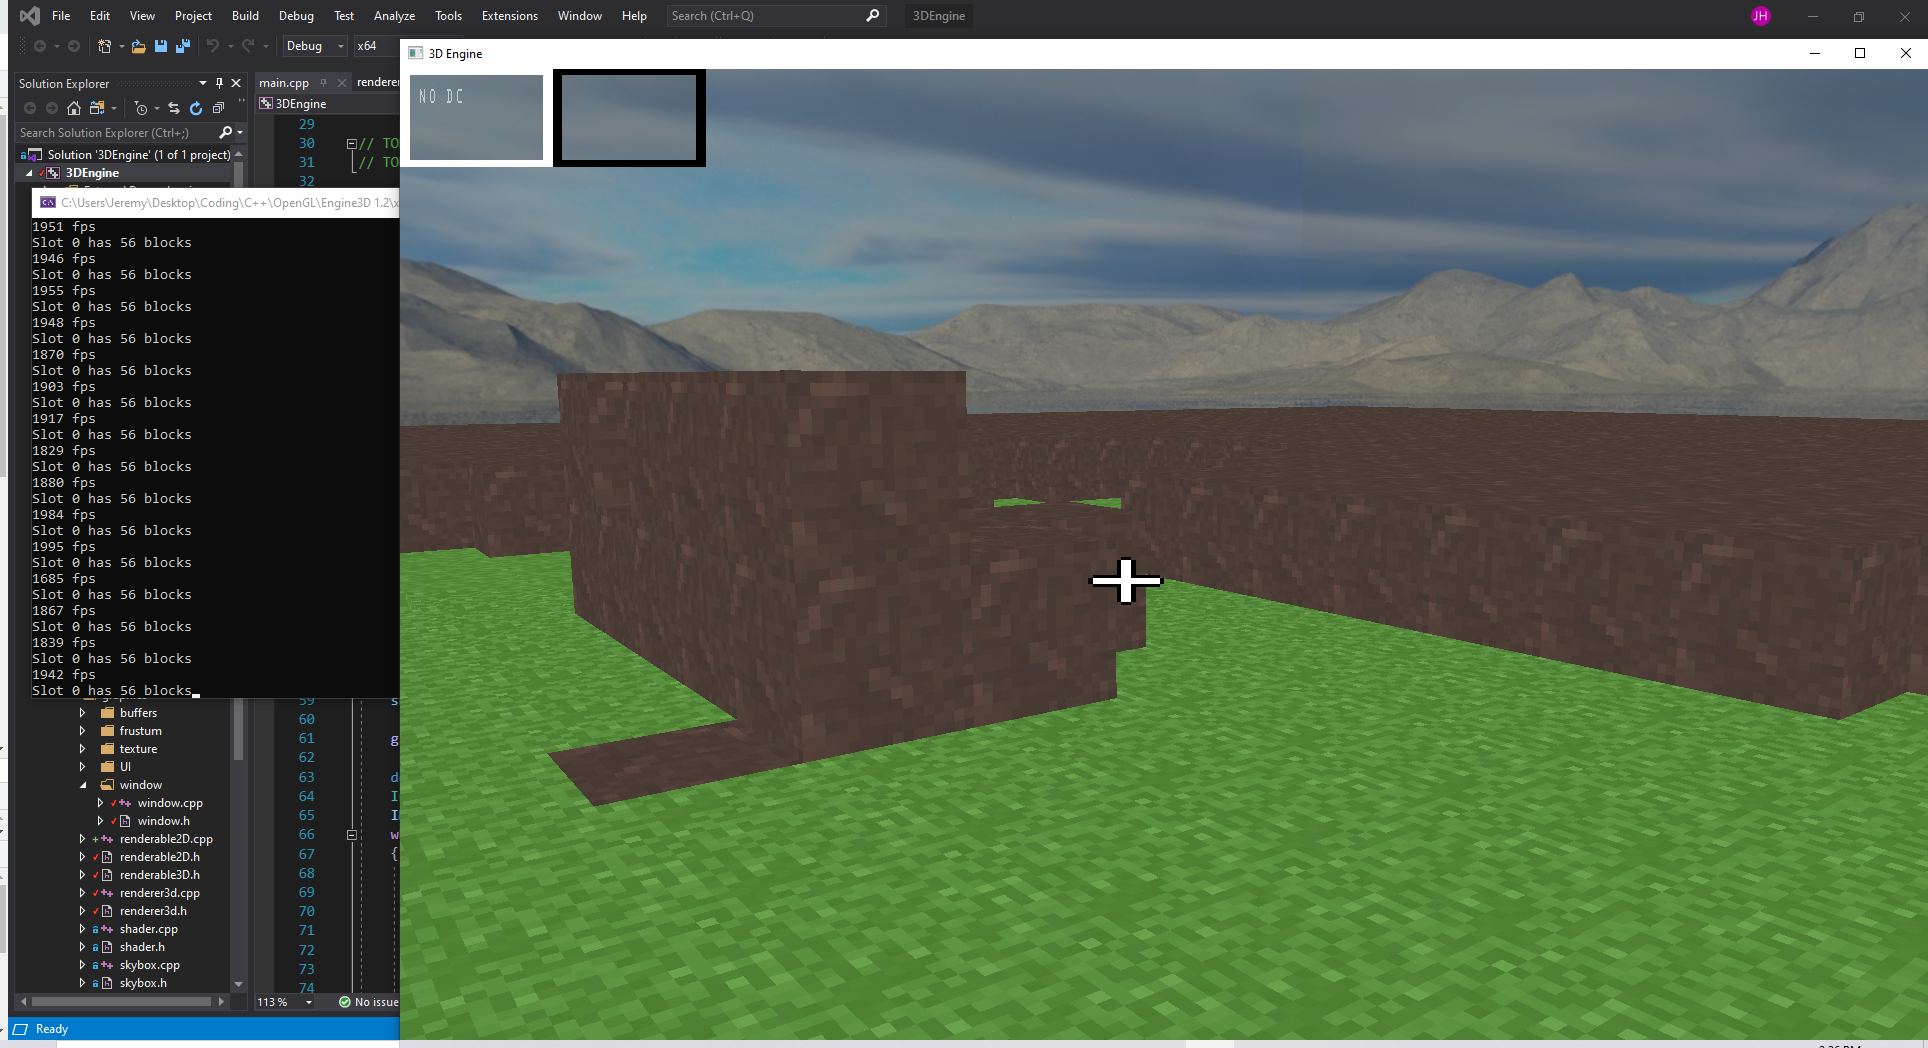 File Edit View Project Build Debug Test Analyze Tools Extensions Window Help Search (Ctrl+Q) 3DEngine JH
Debug x64
3D Engine
Solution Explorer
main.cpp renderer
3DEngine
Search Solution Explorer (Ctrl+;)
Solution '3DEngine' (1 of 1 project)
3DEngine
29
30 // TO
31 // TO
32
NO DC
C:\Users\Jeremy\Desktop\Coding\C++\OpenGL\Engine3D 1.2\x
1951 fps
Slot 0 has 56 blocks
1946 fps
Slot 0 has 56 blocks
1955 fps
Slot 0 has 56 blocks
1948 fps
Slot 0 has 56 blocks
1870 fps
Slot 0 has 56 blocks
1903 fps
Slot 0 has 56 blocks
1917 fps
Slot 0 has 56 blocks
1829 fps
Slot 0 has 56 blocks
1880 fps
Slot 0 has 56 blocks
1984 fps
Slot 0 has 56 blocks
1995 fps
Slot 0 has 56 blocks
1685 fps
Slot 0 has 56 blocks
1867 fps
Slot 0 has 56 blocks
1839 fps
Slot 0 has 56 blocks
1942 fps
Slot 0 has 56 blocks
buffers
frustum
texture
UI
window
window.cpp
window.h
renderable2D.cpp
renderable2D.h
renderable3D.h
renderer3d.cpp
renderer3d.h
shader.cpp
shader.h
skybox.cpp
skybox.h
59 s
60
61 g
62
63 d
64 I
65 I
66 w
67 {
68
69
70
71
72
73
74
113 % No issue
Ready